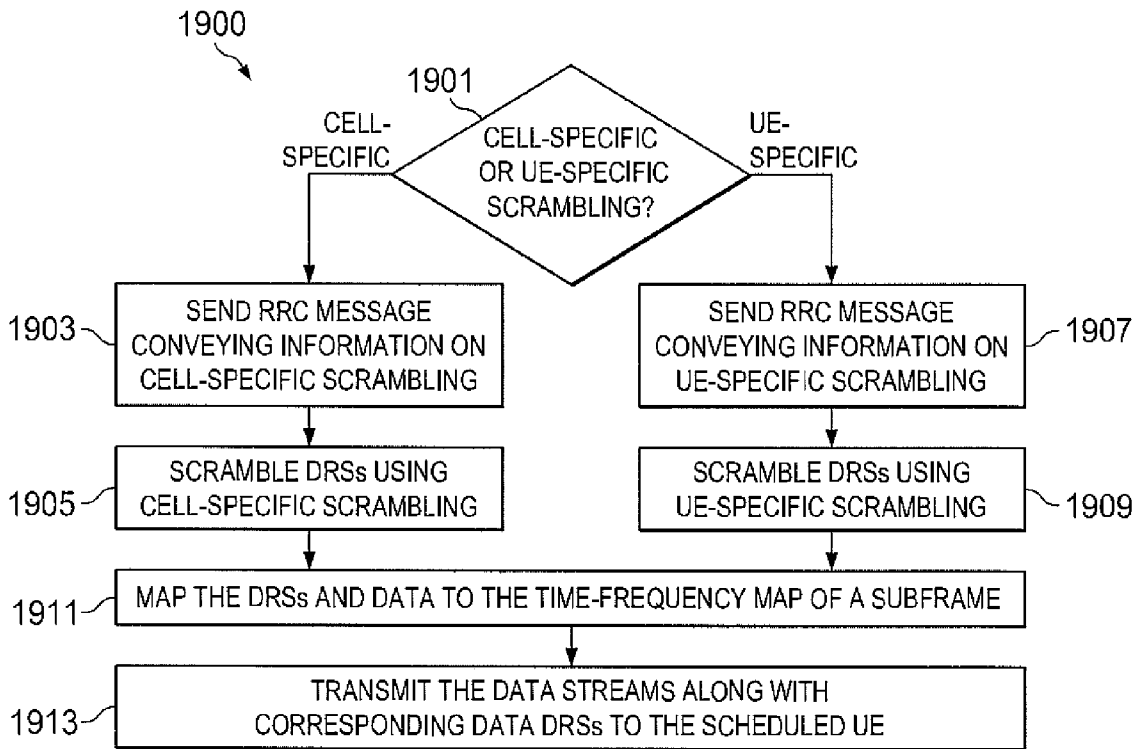 1900
1901
CELL-
SPECIFIC
CELL-SPECIFIC
OR UE-SPECIFIC
SCRAMBLING?
UE-
SPECIFIC
1903
SEND RRC MESSAGE
CONVEYING INFORMATION ON
CELL-SPECIFIC SCRAMBLING
SEND RRC MESSAGE
CONVEYING INFORMATION ON
UE-SPECIFIC SCRAMBLING
1907
1905
SCRAMBLE DRSs USING
CELL-SPECIFIC SCRAMBLING
SCRAMBLE DRSs USING
UE-SPECIFIC SCRAMBLING
1909
1911
MAP THE DRSs AND DATA TO THE TIME-FREQUENCY MAP OF A SUBFRAME
1913
TRANSMIT THE DATA STREAMS ALONG WITH
CORRESPONDING DATA DRSs TO THE SCHEDULED UE